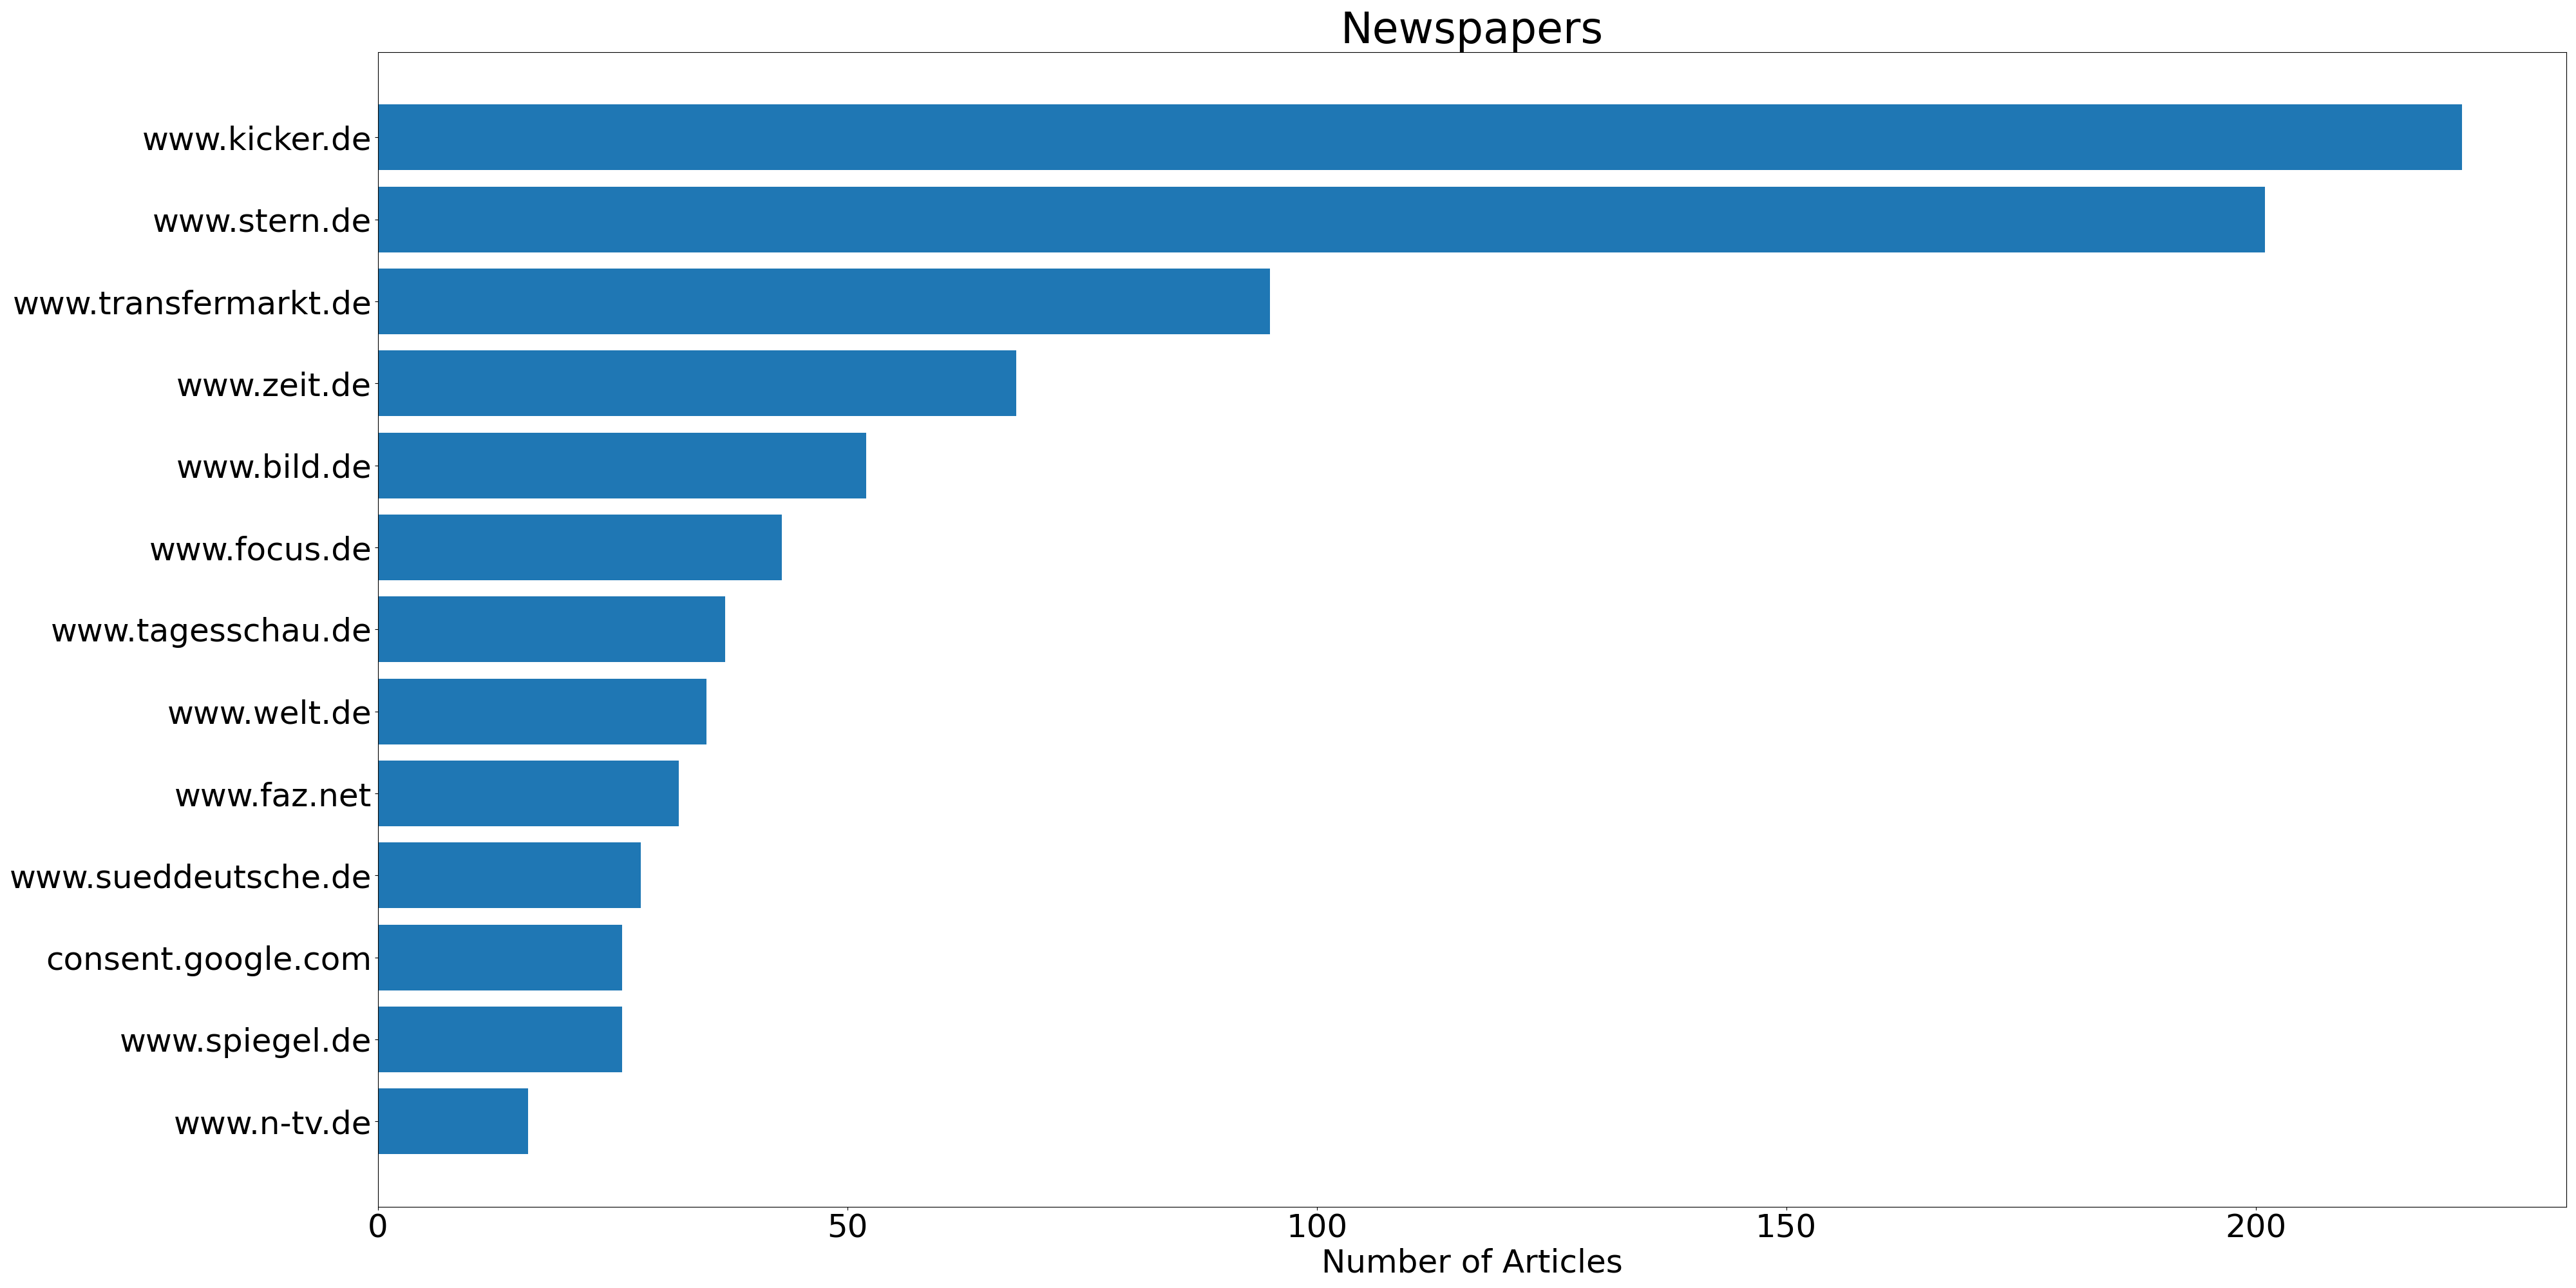 Newspapers
www.kicker.de
www.stern.de
www.transfermarkt.de
www.zeit.de
www.bild.de
www.focus.de
www.tagesschau.de
www.welt.de
www.faz.net
www.sueddeutsche.de
consent.google.com
www.spiegel.de
www.n-tv.de
0 50 100 150 200
Number of Articles